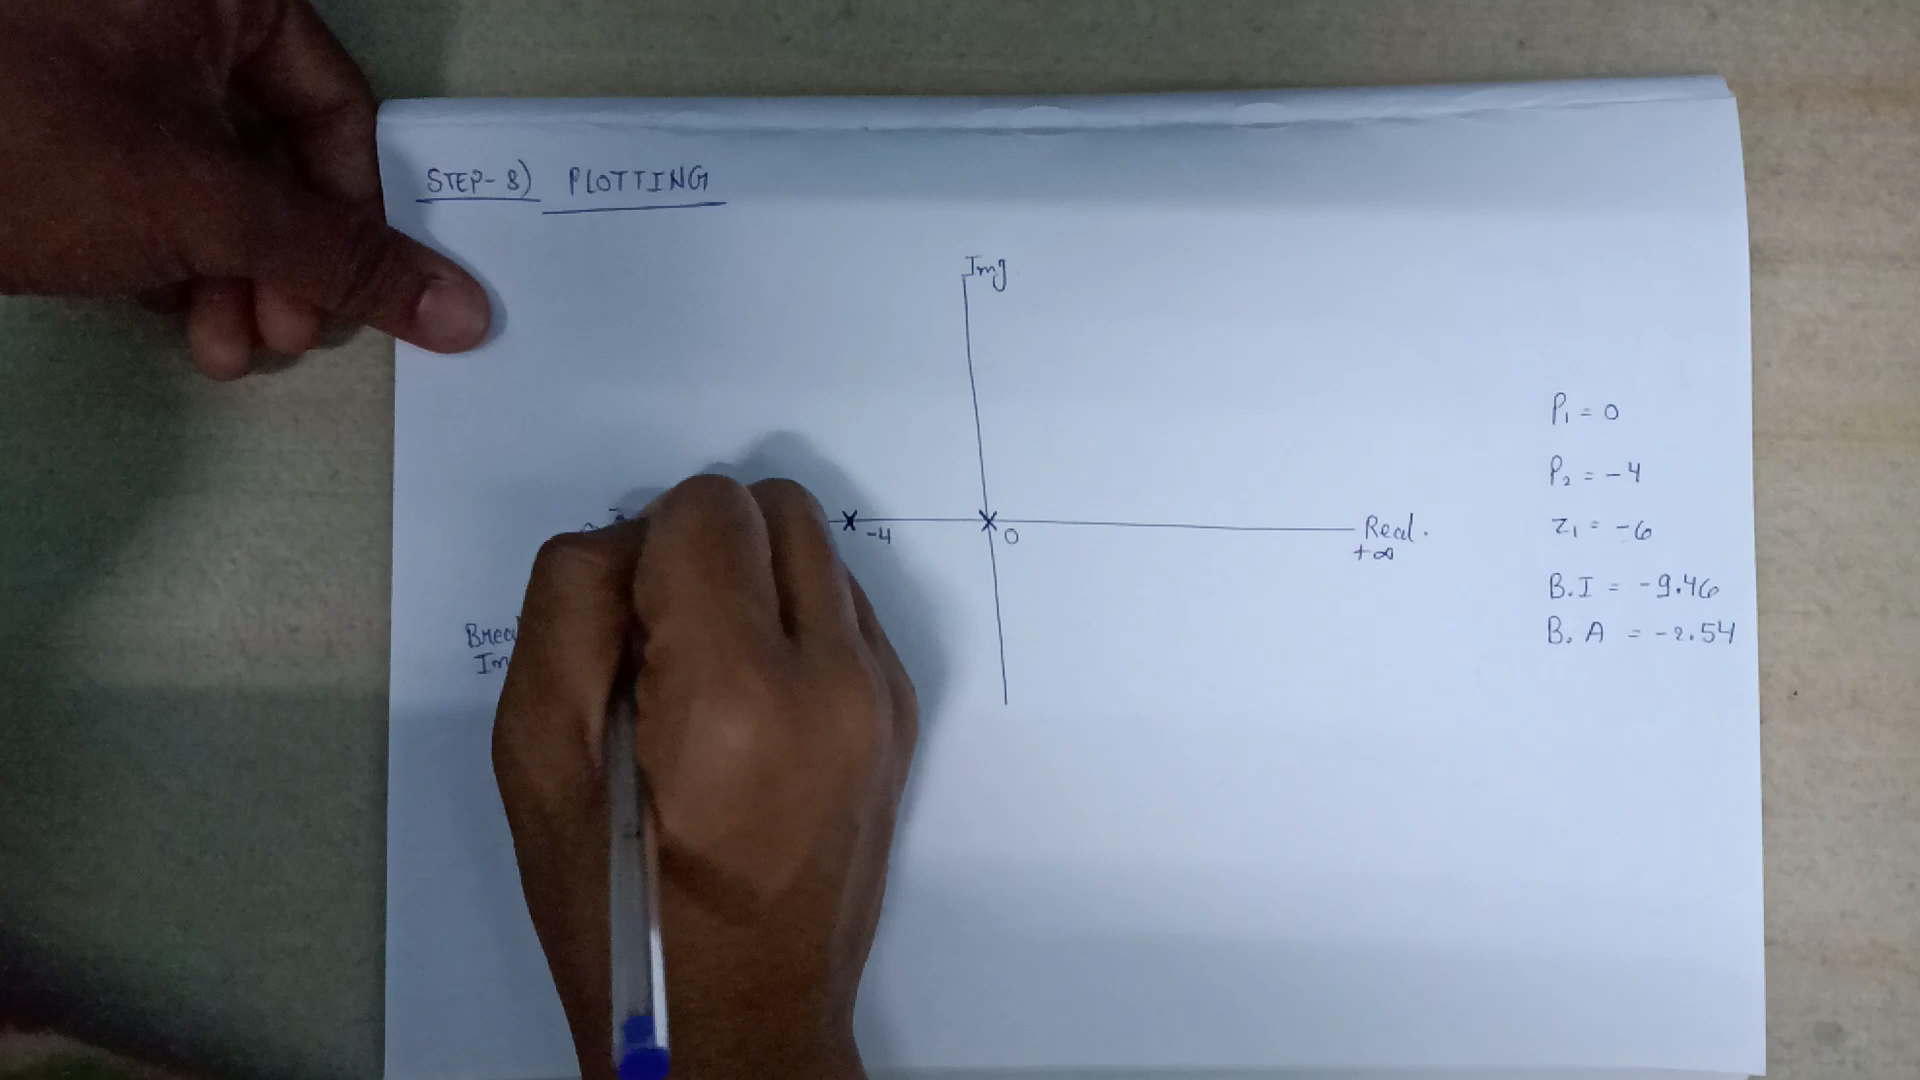 STEP-8) PLOTTING
Img
-4
0
Real.
+∞
P₁ = 0
P₂ = -4
Z₁ = -6
B.I = -9.46
B. A = -2.54